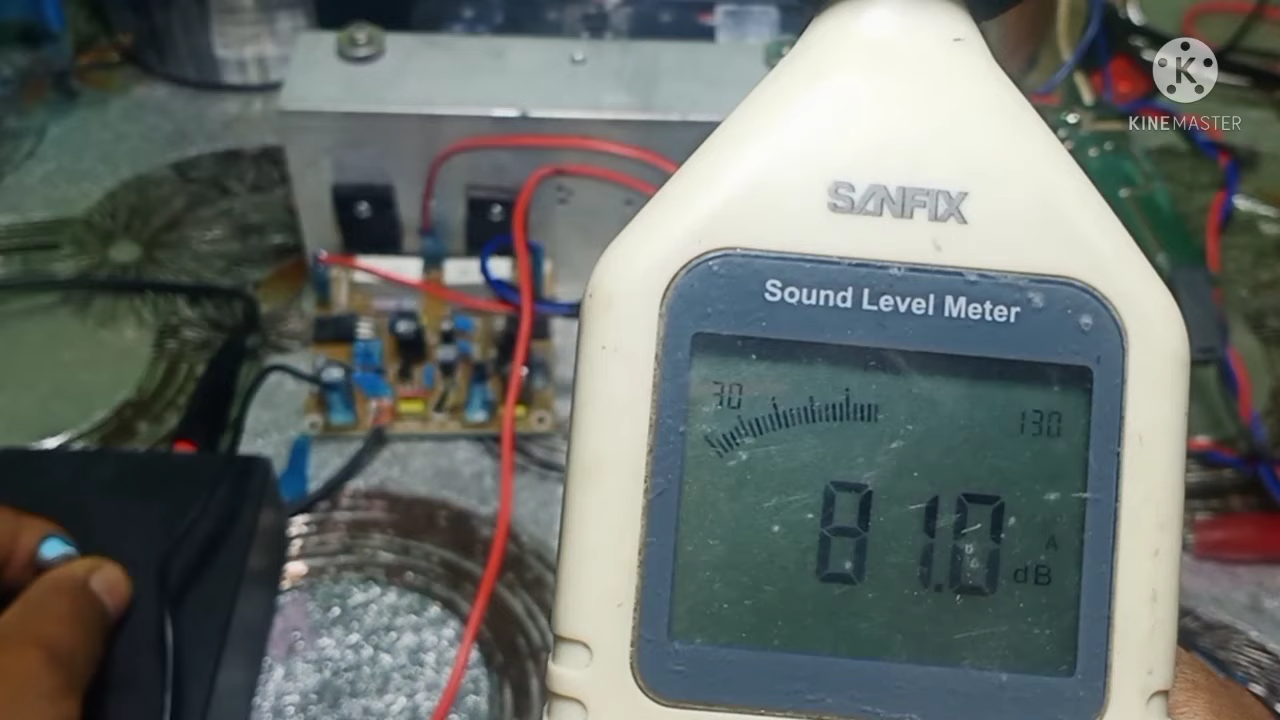 K
KINEMASTER
SANFIX
Sound Level Meter
30
130
81.0
A
dB